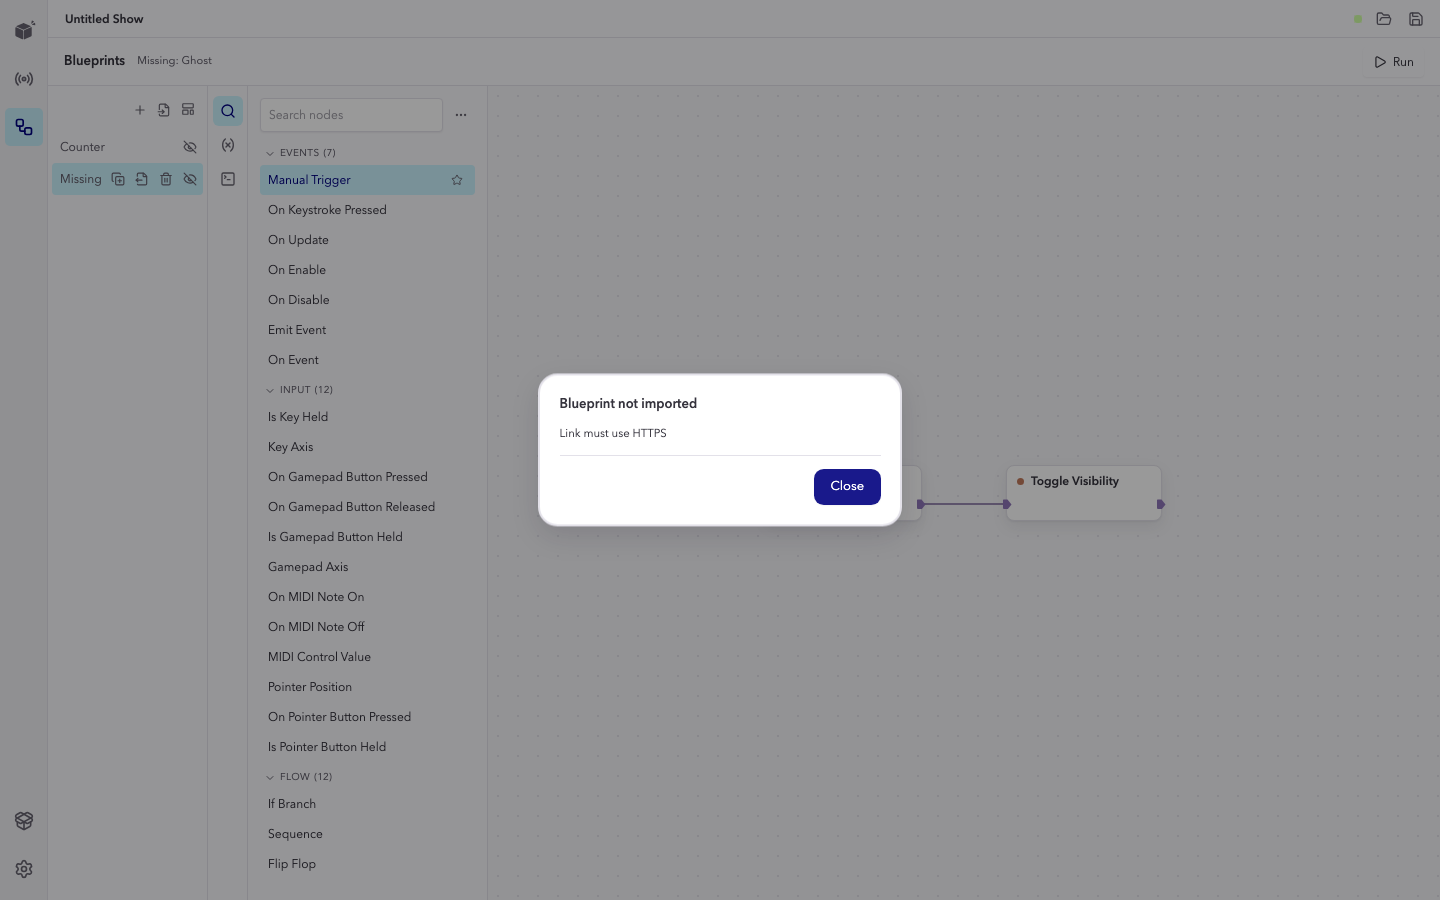 Untitled Show
Blueprints Missing: Ghost
Run
Counter
Missing
Search nodes
EVENTS (7)
Manual Trigger
On Keystroke Pressed
On Update
On Enable
On Disable
Emit Event
On Event
INPUT (12)
Is Key Held
Key Axis
On Gamepad Button Pressed
On Gamepad Button Released
Is Gamepad Button Held
Gamepad Axis
On MIDI Note On
On MIDI Note Off
MIDI Control Value
Pointer Position
On Pointer Button Pressed
Is Pointer Button Held
FLOW (12)
If Branch
Sequence
Flip Flop
Blueprint not imported
Link must use HTTPS
Close
Toggle Visibility